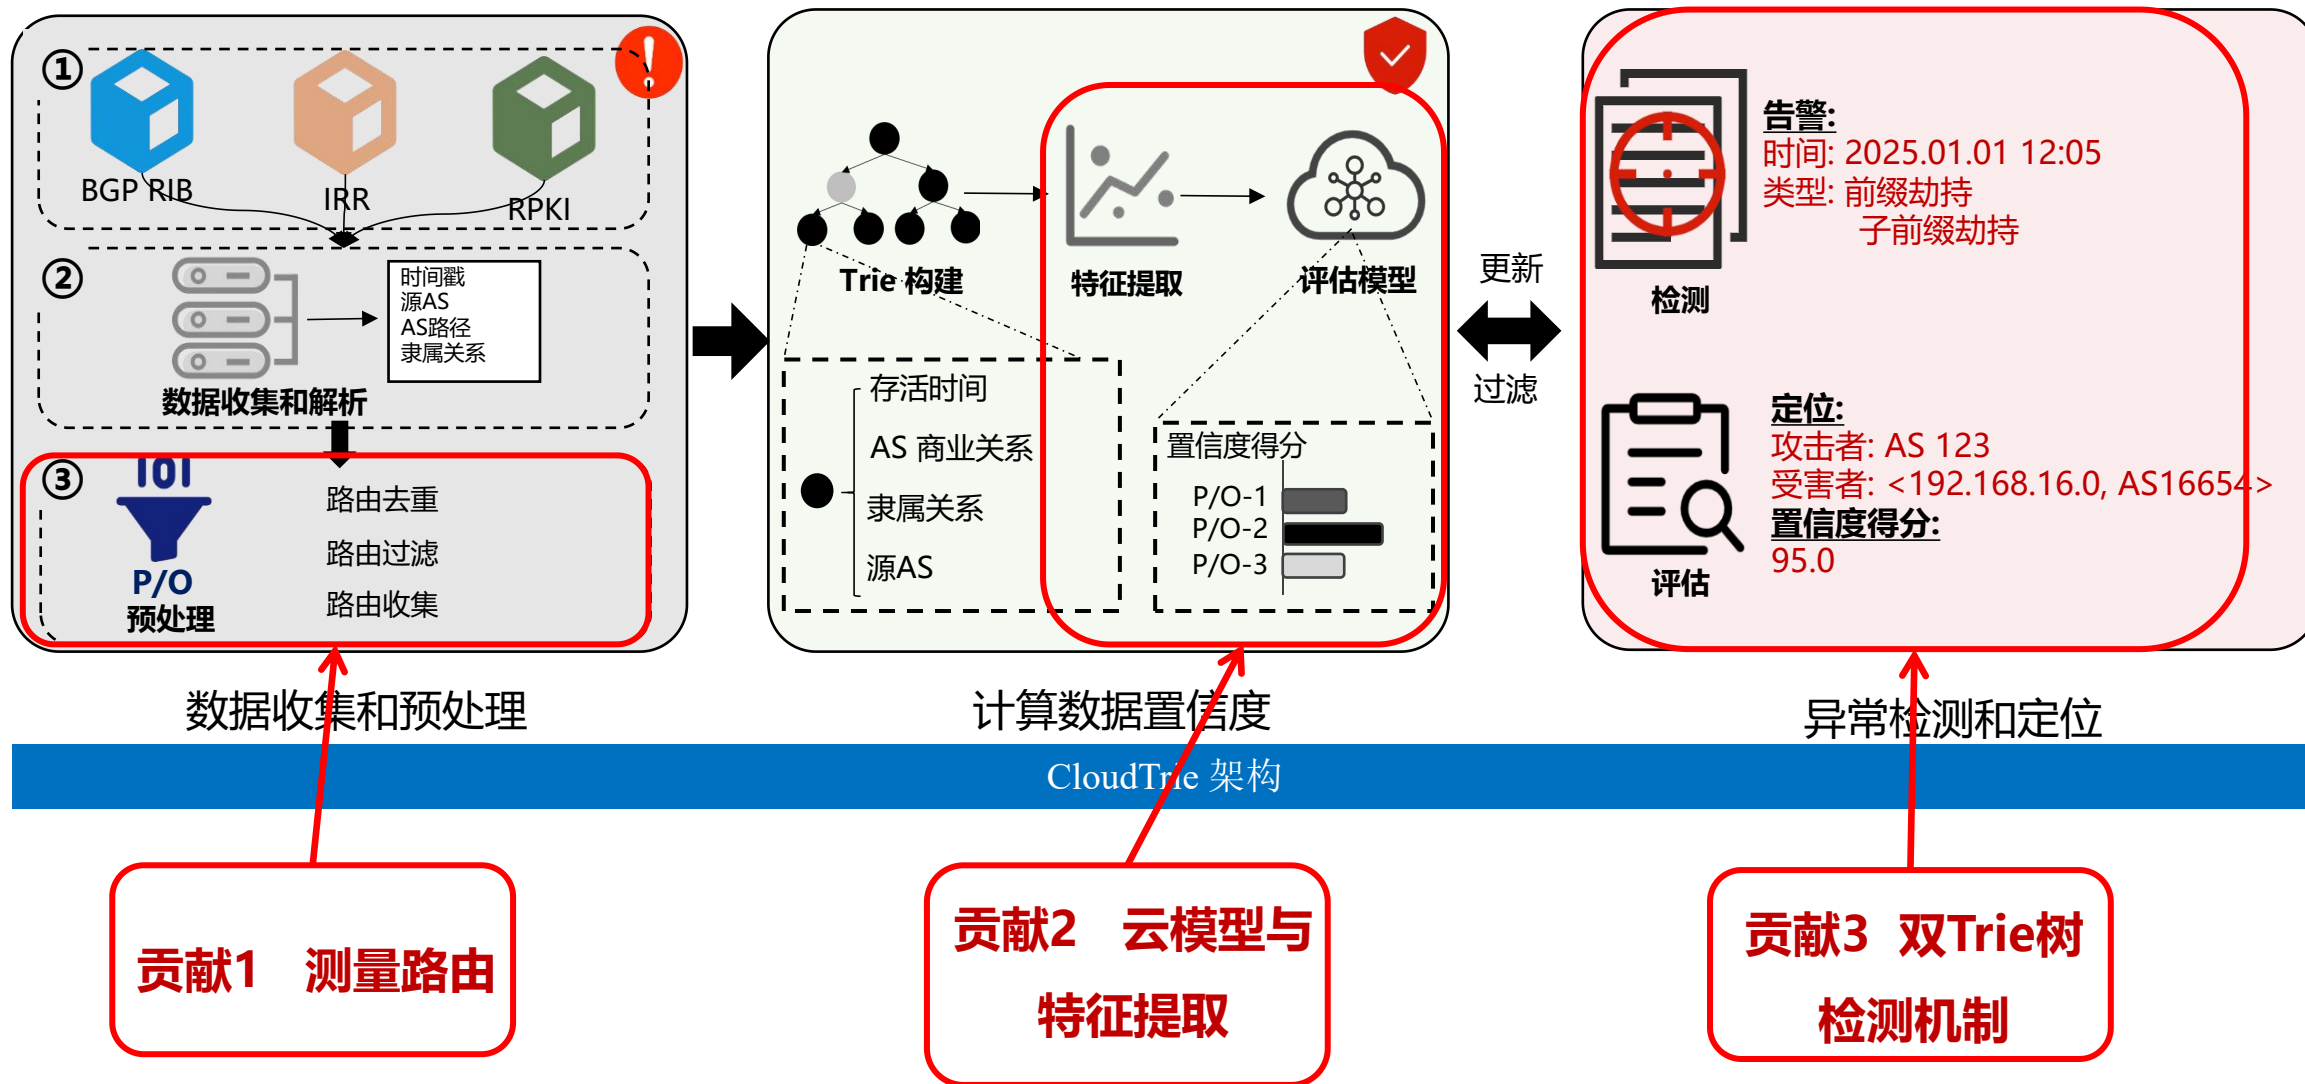 ①
BGP RIB
IRR
RPKI
②
时间戳
源AS
AS路径
隶属关系
数据收集和解析
③
P/O
预处理
路由去重
路由过滤
路由收集
数据收集和预处理
Trie 构建
特征提取
评估模型
存活时间
AS 商业关系
隶属关系
源AS
置信度得分
P/O-1
P/O-2
P/O-3
计算数据置信度
更新
过滤
告警:
时间: 2025.01.01 12:05
类型: 前缀劫持
子前缀劫持
检测
定位:
攻击者: AS 123
受害者: <192.168.16.0, AS16654>
置信度得分:
95.0
评估
异常检测和定位
CloudTrie 架构
贡献1 测量路由
贡献2 云模型与
特征提取
贡献3 双Trie树
检测机制